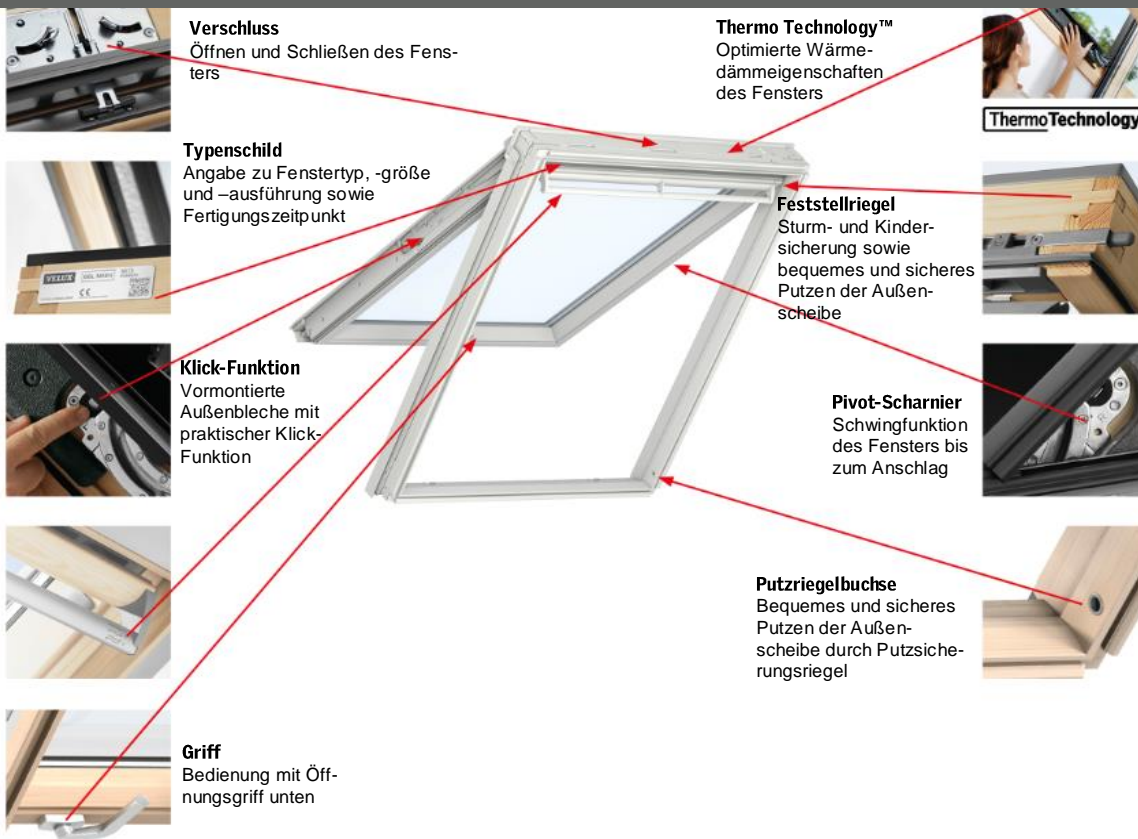 Verschluss
Öffnen und Schließen des Fens-
ters
Thermo Technology™
Optimierte Wärme-
dämmeigenschaften
des Fensters
ThermoTechnology
Typenschild
Angabe zu Fenstertyp, -größe
und –ausführung sowie
Fertigungszeitpunkt
VELUX
CE
Feststellriegel
Sturm- und Kinder-
sicherung sowie
bequemes und sicheres
Putzen der Außen-
scheibe
Klick-Funktion
Vormontierte
Außenbleche mit
praktischer Klick-
Funktion
Pivot-Scharnier
Schwingfunktion
des Fensters bis
zum Anschlag
Putzriegelbuchse
Bequemes und sicheres
Putzen der Außen-
scheibe durch Putzsiche-
rungsriegel
Griff
Bedienung mit Öff-
nungsgriff unten